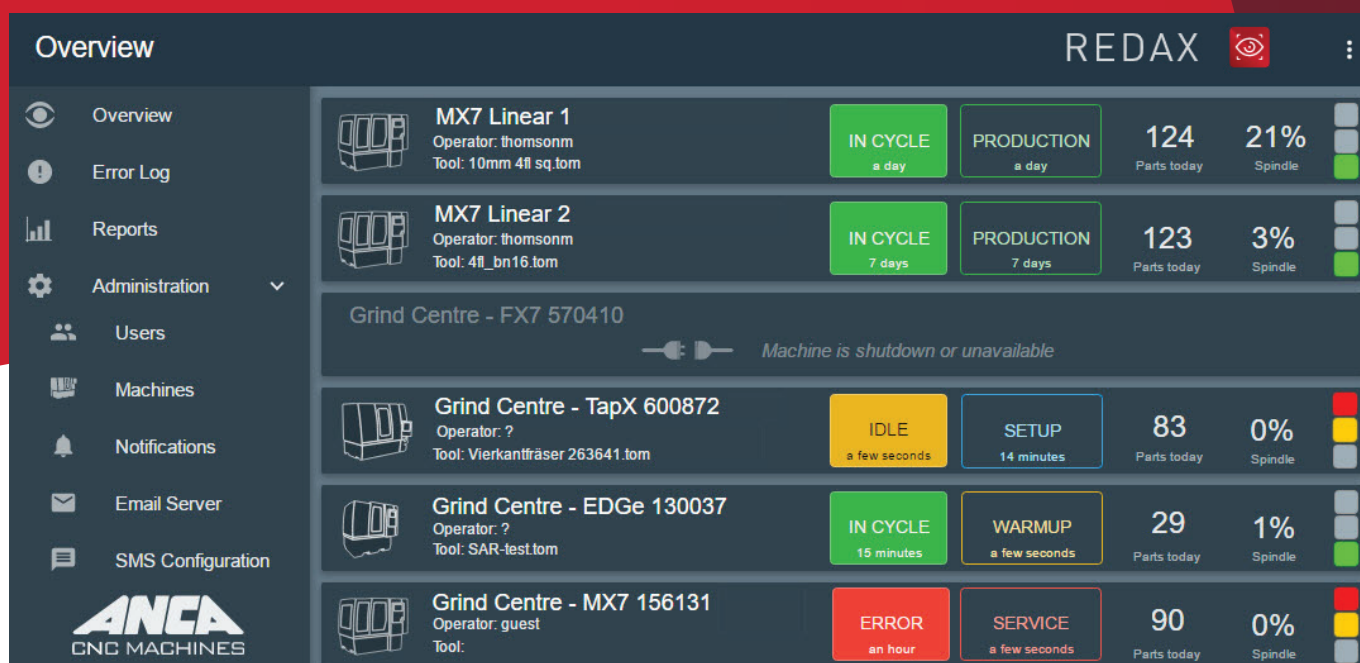 Overview
REDAX
Overview
Error Log
Reports
Administration
Users
Machines
Notifications
Email Server
SMS Configuration
ANCA
CNC MACHINES
MX7 Linear 1
Operator: thomsonm
Tool: 10mm 4fl sq.tom
IN CYCLE
a day
PRODUCTION
a day
124
Parts today
21%
Spindle
MX7 Linear 2
Operator: thomsonm
Tool: 4fl_bn16.tom
IN CYCLE
7 days
PRODUCTION
7 days
123
Parts today
3%
Spindle
Grind Centre - FX7 570410
Machine is shutdown or unavailable
Grind Centre - TapX 600872
Operator: ?
Tool: Vierkantfräser 263641.tom
IDLE
a few seconds
SETUP
14 minutes
83
Parts today
0%
Spindle
Grind Centre - EDGe 130037
Operator: ?
Tool: SAR-test.tom
IN CYCLE
15 minutes
WARMUP
a few seconds
29
Parts today
1%
Spindle
Grind Centre - MX7 156131
Operator: guest
Tool:
ERROR
an hour
SERVICE
a few seconds
90
Parts today
0%
Spindle